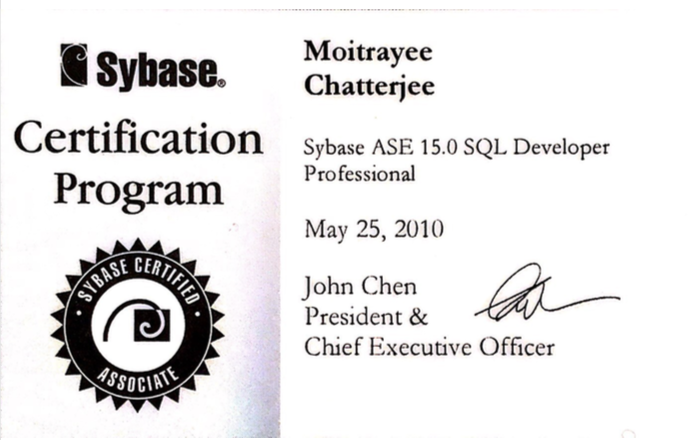 Sybase®
Certification
Program
SYBASE CERTIFIED
ASSOCIATE
Moitrayee
Chatterjee
Sybase ASE 15.0 SQL Developer
Professional
May 25, 2010
John Chen
President &
Chief Executive Officer